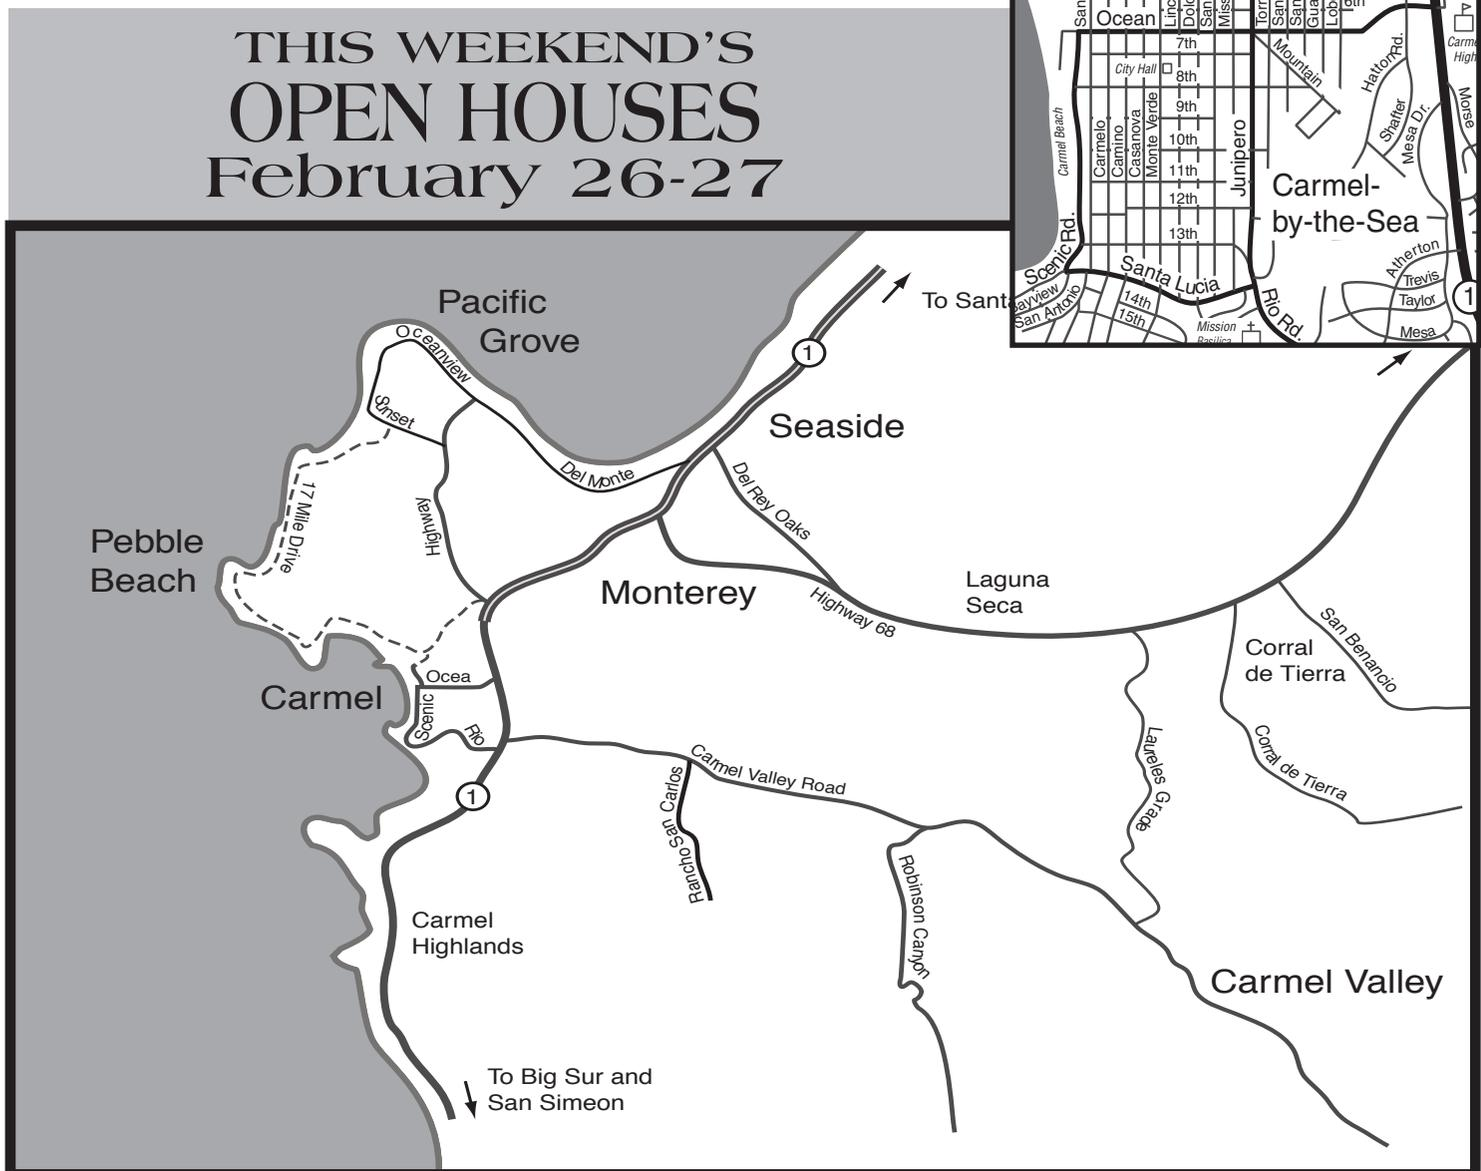 THIS WEEKEND'S
OPEN HOUSES
February 26-27
Ocean
7th
City Hall
8th
9th
10th
11th
12th
13th
14th
15th
Carmel Beach
Carmelo
Camino
Casanova
Monte Verde
Junipero
Mountain
Hatton Rd.
Shafter
Mesa Dr.
Morse
Carmel-
by-the-Sea
Scenic Rd.
Santa Lucia
San Antonio
Rio Rd.
Mission
Atherton
Trevis
Taylor
Mesa
1
Pacific
Grove
Oceanview
Sunset
To Santa
1
Seaside
Del Monte
Del Rey Oaks
17 Mile Drive
Highway
Pebble
Beach
Monterey
Highway 68
Laguna
Seca
San Benancio
Corral
de Tierra
Corral de Tierra
Ocea
Carmel
Scenic
Rio
1
Carmel Valley Road
Rancho San Carlos
Laureles Grade
Robinson Canyon
Carmel
Highlands
Carmel Valley
To Big Sur and
San Simeon